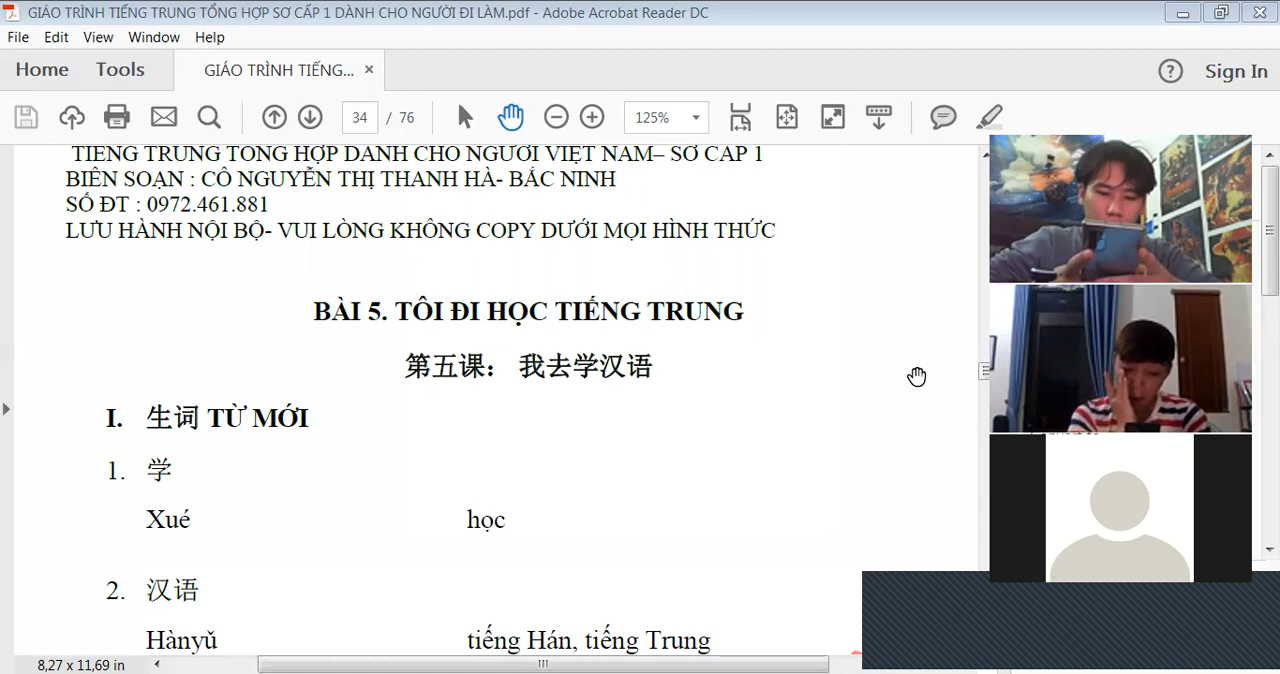 GIÁO TRÌNH TIẾNG TRUNG TỔNG HỢP SƠ CẤP 1 DÀNH CHO NGƯỜI ĐI LÀM.pdf - Adobe Acrobat Reader DC
File Edit View Window Help
Home Tools GIÁO TRÌNH TIẾNG... × Sign In
34 / 76 125%
TIẾNG TRUNG TỔNG HỢP DÀNH CHO NGƯỜI VIỆT NAM– SƠ CẤP 1
BIÊN SOẠN : CÔ NGUYỄN THỊ THANH HÀ- BẮC NINH
SỐ ĐT : 0972.461.881
LƯU HÀNH NỘI BỘ- VUI LÒNG KHÔNG COPY DƯỚI MỌI HÌNH THỨC
BÀI 5. TÔI ĐI HỌC TIẾNG TRUNG
第五课： 我去学汉语
I. 生词 TỪ MỚI
1. 学
Xué học
2. 汉语
Hànyǔ tiếng Hán, tiếng Trung
8,27 x 11,69 in